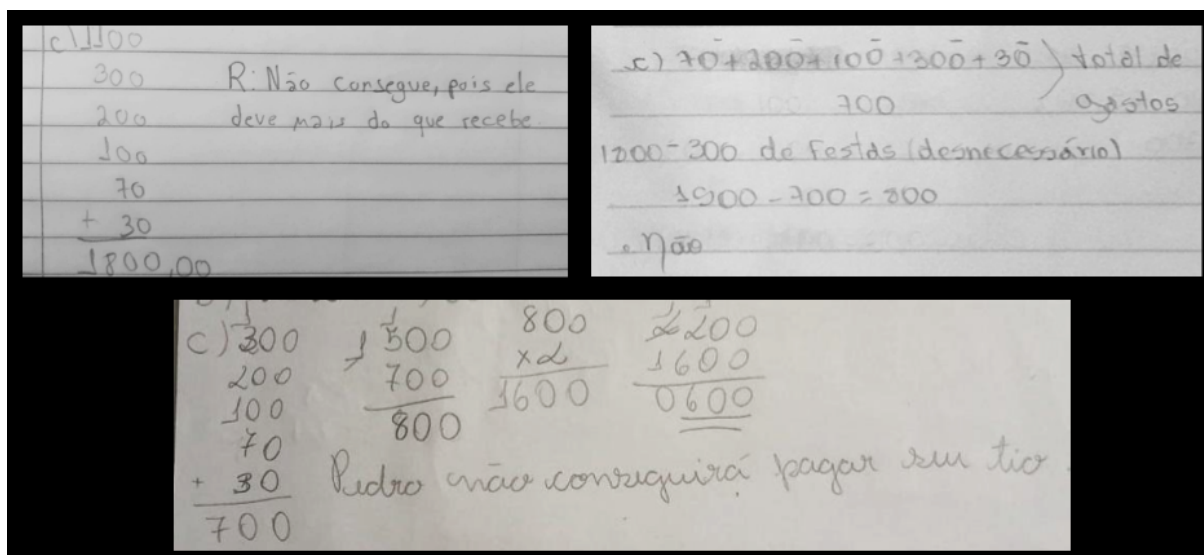 c) 1100
300 R: Não consegue, pois ele
200 deve mais do que recebe.
100
70
+ 30
1800,00
c) 70+200+100+300+30 ) total de
700 gastos
1200-300 de festas (desnecessário)
1500 - 700 = 800
. não
c) 300 1500 800 2200
200 700 x2 1600
100 800 1600 0600
70
+ 30 Pedro não conseguirá pagar seu tio.
700